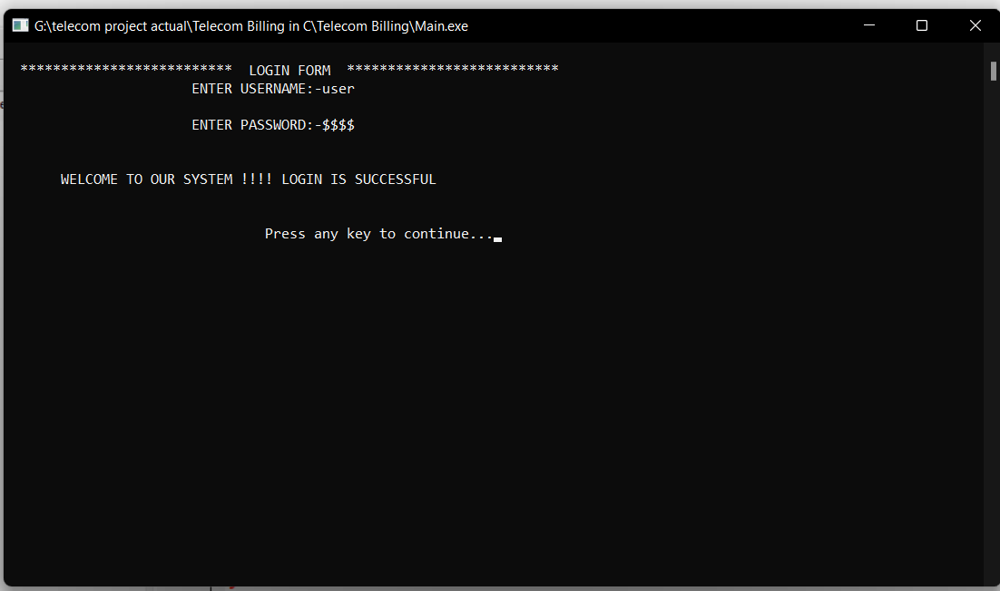 G:\telecom project actual\Telecom Billing in C\Telecom Billing\Main.exe
************************** LOGIN FORM **************************
ENTER USERNAME:-user
ENTER PASSWORD:-$$$$
WELCOME TO OUR SYSTEM !!!! LOGIN IS SUCCESSFUL
Press any key to continue...